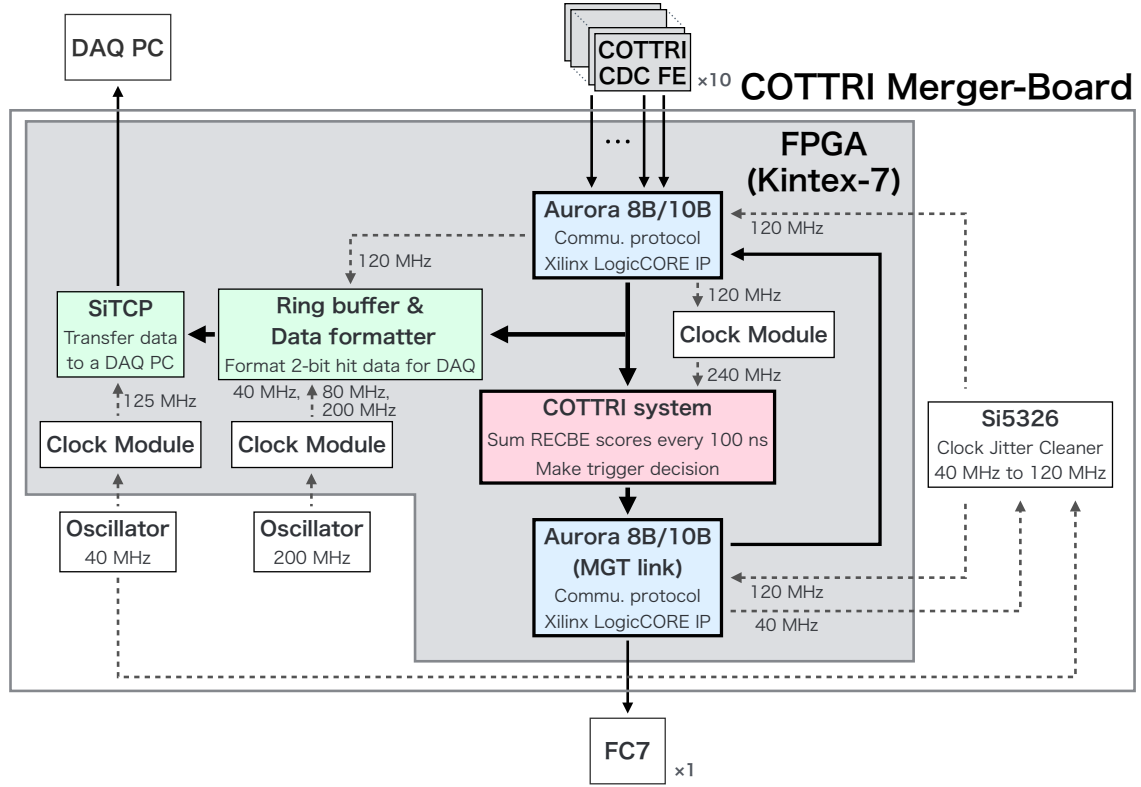 DAQ PC
COTTRI
CDC FE
×10
COTTRI Merger-Board
FPGA
(Kintex-7)
...
Aurora 8B/10B
Commu. protocol
Xilinx LogicCORE IP
120 MHz
120 MHz
120 MHz
SiTCP
Transfer data
to a DAQ PC
Ring buffer &
Data formatter
Format 2-bit hit data for DAQ
Clock Module
240 MHz
125 MHz
40 MHz, 80 MHz,
200 MHz
COTTRI system
Sum RECBE scores every 100 ns
Make trigger decision
Si5326
Clock Jitter Cleaner
40 MHz to 120 MHz
Clock Module
Clock Module
Oscillator
40 MHz
Oscillator
200 MHz
Aurora 8B/10B
(MGT link)
Commu. protocol
Xilinx LogicCORE IP
120 MHz
40 MHz
FC7
×1